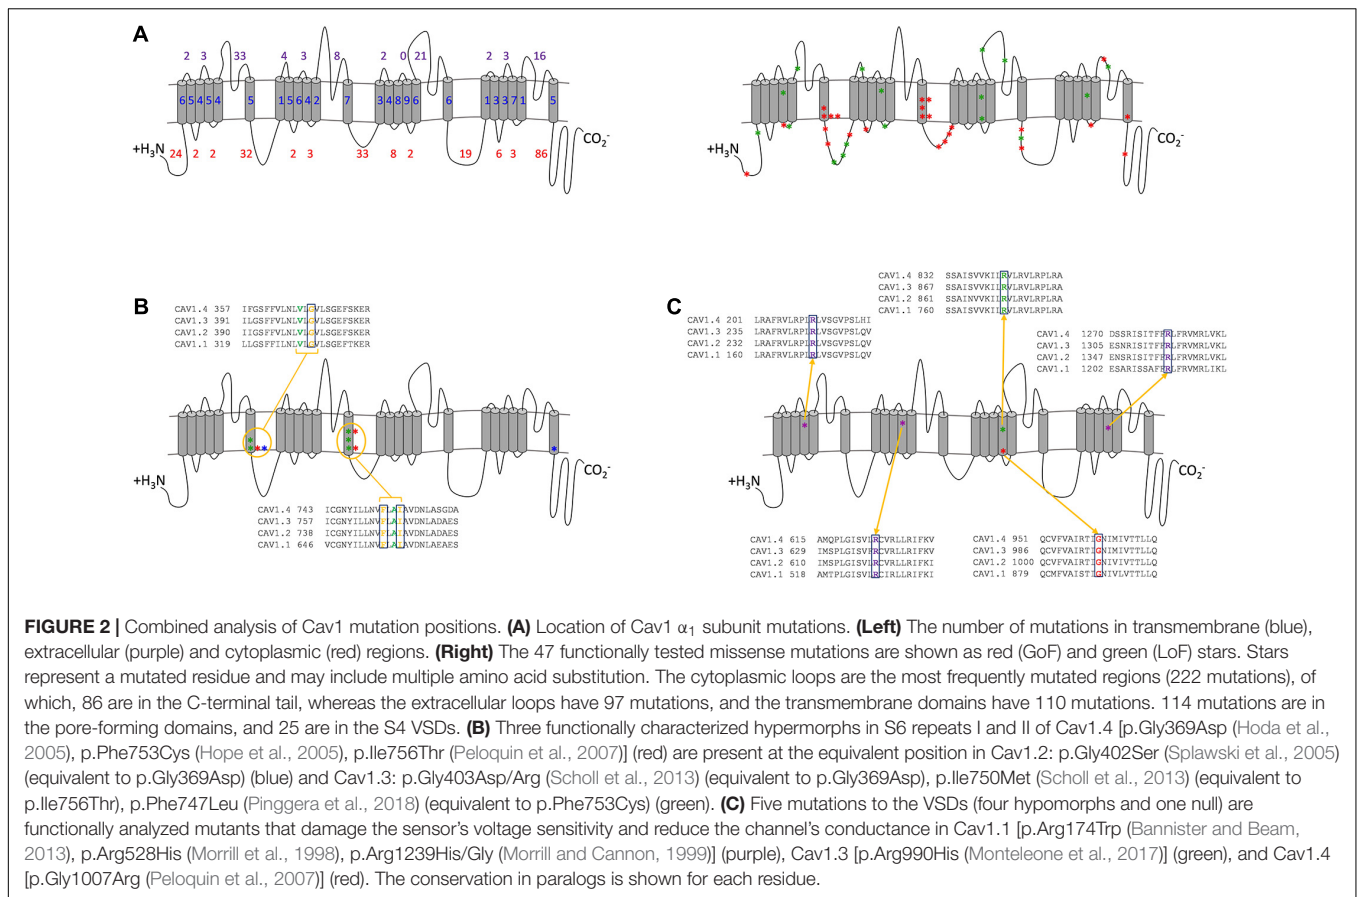 A
2 3 33 4 3 8 2 0 21 2 3 16
6 5 4 5 4 5 1 5 6 4 2 7 3 4 8 9 6 6 1 3 3 7 1 5
+H₃N 24 2 2 32 2 3 33 8 2 19 6 3 86 CO₂⁻
+H₃N CO₂⁻
B
CAV1.4 357 IFGSFFVLNLVLGVLSGEFSKER
CAV1.3 391 ILGSFFVLNLVLGVLSGEFSKER
CAV1.2 390 IIGSFFVLNLVLGVLSGEFSKER
CAV1.1 319 LLGSFFILNLVLGVLSGEFTKER
+H₃N CO₂⁻
CAV1.4 743 ICGNYILLNVFLAIAVDNLASGDA
CAV1.3 757 ICGNYILLNVFLAIAVDNLADAES
CAV1.2 738 ICGNYILLNVFLAIAVDNLADAES
CAV1.1 646 VCGNYILLNVFLAIAVDNLAEAES
C
CAV1.4 832 SSAISVVKILRVLRVLRPLRA
CAV1.3 867 SSAISVVKILRVLRVLRPLRA
CAV1.2 861 SSAINVVKILRVLRVLRPLRA
CAV1.1 760 SSAISVVKILRVLRVLRPLRA
CAV1.4 201 LRAFRVLRPLRLVSGVPSLHI
CAV1.3 235 LRAFRVLRPLRLVSGVPSLQV
CAV1.2 232 LRAFRVLRPLRLVSGVPSLQV
CAV1.1 160 LRAFRVLRPLRLVSGVPSLQV
CAV1.4 1270 DSSRISITFFRLFRVMRLVKL
CAV1.3 1305 EESRISITFFRLFRVMRLVKL
CAV1.2 1347 ENSRISITFFRLFRVMRLVKL
CAV1.1 1202 ESARISSAFFRLFRVMRLIKL
+H₃N CO₂⁻
CAV1.4 615 AMQPLGISVLRCVRLLRIFKV
CAV1.3 629 IMSPLGISVFRCVRLLRIFKV
CAV1.2 610 IMSPLGISVLRCVRLLRIFKI
CAV1.1 518 AMTPLGISVLRCIRLLRIFKI
CAV1.4 951 QCVFVAIRTIGNIMIVTTLLQ
CAV1.3 986 QCVFVAIRTIGNIMIVTTLLQ
CAV1.2 1000 QCVFVAIRTIGNIVIVTTLLQ
CAV1.1 879 QCMFVAISTIGNIVLVTTLLQ
FIGURE 2 | Combined analysis of Cav1 mutation positions. (A) Location of Cav1 α₁ subunit mutations. (Left) The number of mutations in transmembrane (blue),
extracellular (purple) and cytoplasmic (red) regions. (Right) The 47 functionally tested missense mutations are shown as red (GoF) and green (LoF) stars. Stars
represent a mutated residue and may include multiple amino acid substitution. The cytoplasmic loops are the most frequently mutated regions (222 mutations), of
which, 86 are in the C-terminal tail, whereas the extracellular loops have 97 mutations, and the transmembrane domains have 110 mutations. 114 mutations are in
the pore-forming domains, and 25 are in the S4 VSDs. (B) Three functionally characterized hypermorphs in S6 repeats I and II of Cav1.4 [p.Gly369Asp (Hoda et al.,
2005), p.Phe753Cys (Hope et al., 2005), p.Ile756Thr (Peloquin et al., 2007)] (red) are present at the equivalent position in Cav1.2: p.Gly402Ser (Splawski et al., 2005)
(equivalent to p.Gly369Asp) (blue) and Cav1.3: p.Gly403Asp/Arg (Scholl et al., 2013) (equivalent to p.Gly369Asp), p.Ile750Met (Scholl et al., 2013) (equivalent to
p.Ile756Thr), p.Phe747Leu (Pinggera et al., 2018) (equivalent to p.Phe753Cys) (green). (C) Five mutations to the VSDs (four hypomorphs and one null) are
functionally analyzed mutants that damage the sensor's voltage sensitivity and reduce the channel's conductance in Cav1.1 [p.Arg174Trp (Bannister and Beam,
2013), p.Arg528His (Morrill et al., 1998), p.Arg1239His/Gly (Morrill and Cannon, 1999)] (purple), Cav1.3 [p.Arg990His (Monteleone et al., 2017)] (green), and Cav1.4
[p.Gly1007Arg (Peloquin et al., 2007)] (red). The conservation in paralogs is shown for each residue.